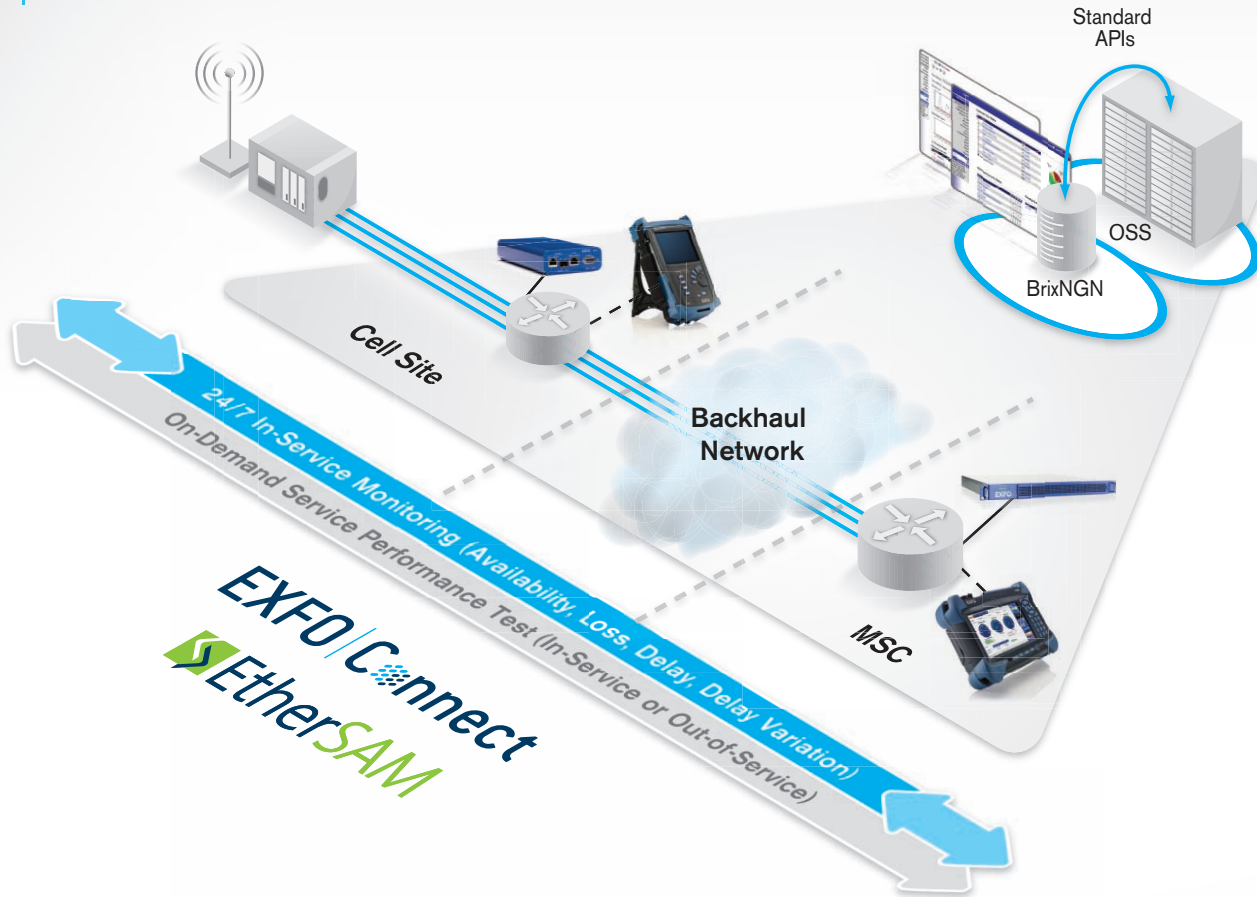 Standard
APIs
OSS
BrixNGN
Cell Site
Backhaul
Network
EXFO
MSC
24/7 In-Service Monitoring (Availability, Loss, Delay, Delay Variation)
On-Demand Service Performance Test (In-Service or Out-of-Service)
EXFO | Connect
EtherSAM